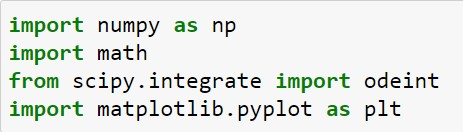 import numpy as np
import math
from scipy.integrate import odeint
import matplotlib.pyplot as plt